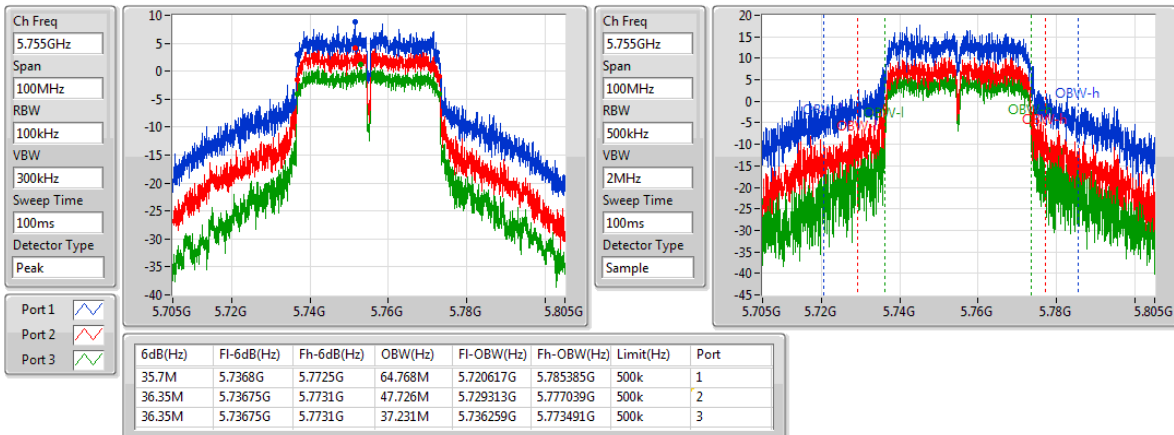 Ch Freq
5.755GHz
Span
100MHz
RBW
100kHz
VBW
300kHz
Sweep Time
100ms
Detector Type
Peak
10
5
0
-5
-10
-15
-20
-25
-30
-35
-40
5.705G 5.72G 5.74G 5.76G 5.78G 5.805G
Ch Freq
5.755GHz
Span
100MHz
RBW
500kHz
VBW
2MHz
Sweep Time
100ms
Detector Type
Sample
20
15
10
5
0
-5
-10
-15
-20
-25
-30
-35
-40
-45
OBW-h
5.705G 5.72G 5.74G 5.76G 5.78G 5.805G
Port 1
Port 2
Port 3
6dB(Hz) Fl-6dB(Hz) Fh-6dB(Hz) OBW(Hz) Fl-OBW(Hz) Fh-OBW(Hz) Limit(Hz) Port
35.7M 5.7368G 5.7725G 64.768M 5.720617G 5.785385G 500k 1
36.35M 5.73675G 5.7731G 47.726M 5.729313G 5.777039G 500k 2
36.35M 5.73675G 5.7731G 37.231M 5.736259G 5.773491G 500k 3